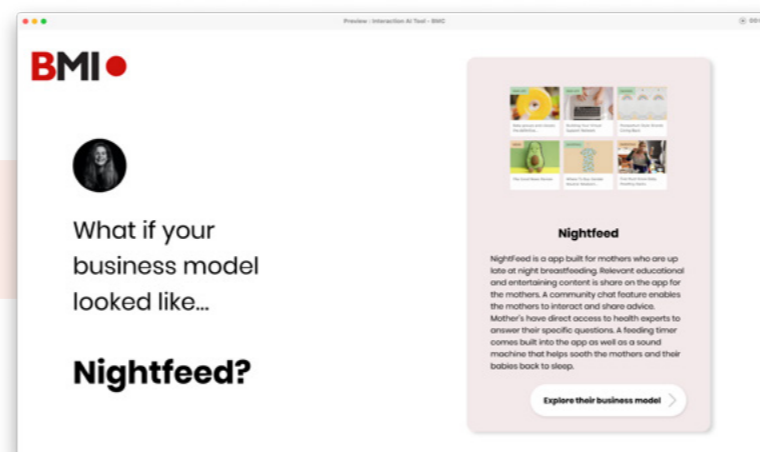 Preview : Interaction AI Tool - BMC
BMI
What if your
business model
looked like...
Nightfeed?
Nightfeed
NightFeed is a app built for mothers who are up
late at night breastfeeding. Relevant educational
and entertaining content is share on the app for
the mothers. A community chat feature enables
the mothers to interact and share advice.
Mother's have direct access to health experts to
answer their specific questions. A feeding timer
comes built into the app as well as a sound
machine that helps sooth the mothers and their
babies back to sleep.
Explore their business model